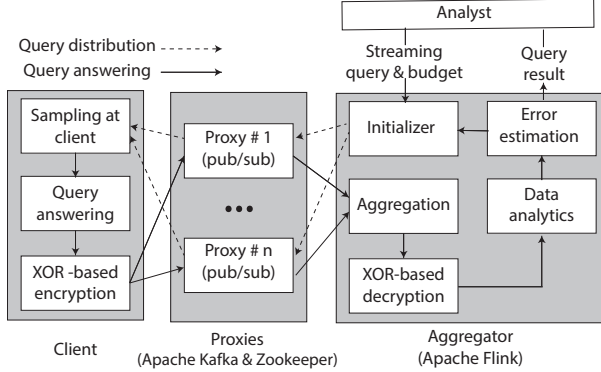 Analyst
Query distribution
Query answering
Streaming
query & budget
Query
result
Sampling at
client
Query
answering
XOR -based
encryption
Client
Proxy # 1
(pub/sub)
•••
Proxy # n
(pub/sub)
Proxies
(Apache Kafka & Zookeeper)
Initializer
Error
estimation
Aggregation
Data
analytics
XOR-based
decryption
Aggregator
(Apache Flink)